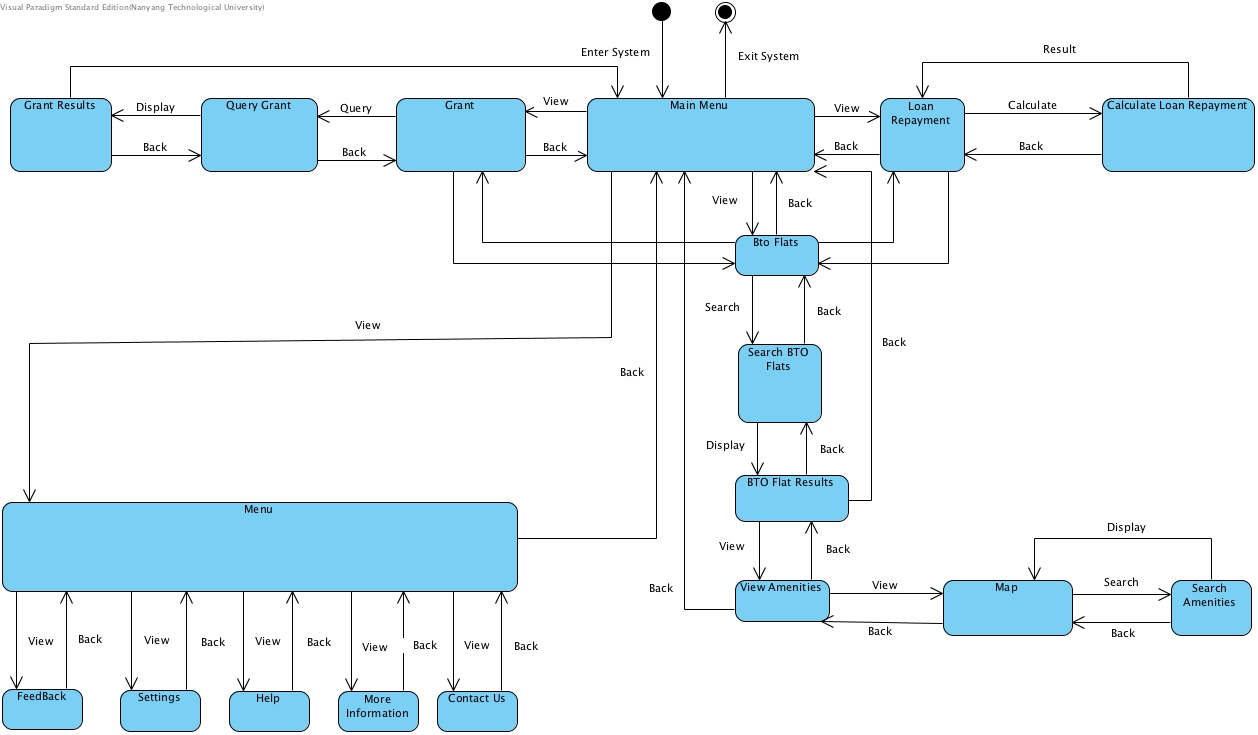 Visual Paradigm Standard Edition(Nanyang Technological University)
Enter System
Exit System
Result
Grant Results
Display
Query Grant
Query
Grant
View
Main Menu
View
Loan
Repayment
Calculate
Calculate Loan Repayment
Back
Back
Back
Back
Back
View
Back
Bto Flats
Search
Back
View
Back
Back
Search BTO
Flats
Display
Back
BTO Flat Results
Menu
View
Back
Display
Back
View Amenities
View
Map
Search
Search
Amenities
Back
Back
View
Back
View
Back
View
Back
View
Back
View
Back
FeedBack
Settings
Help
More
Information
Contact Us